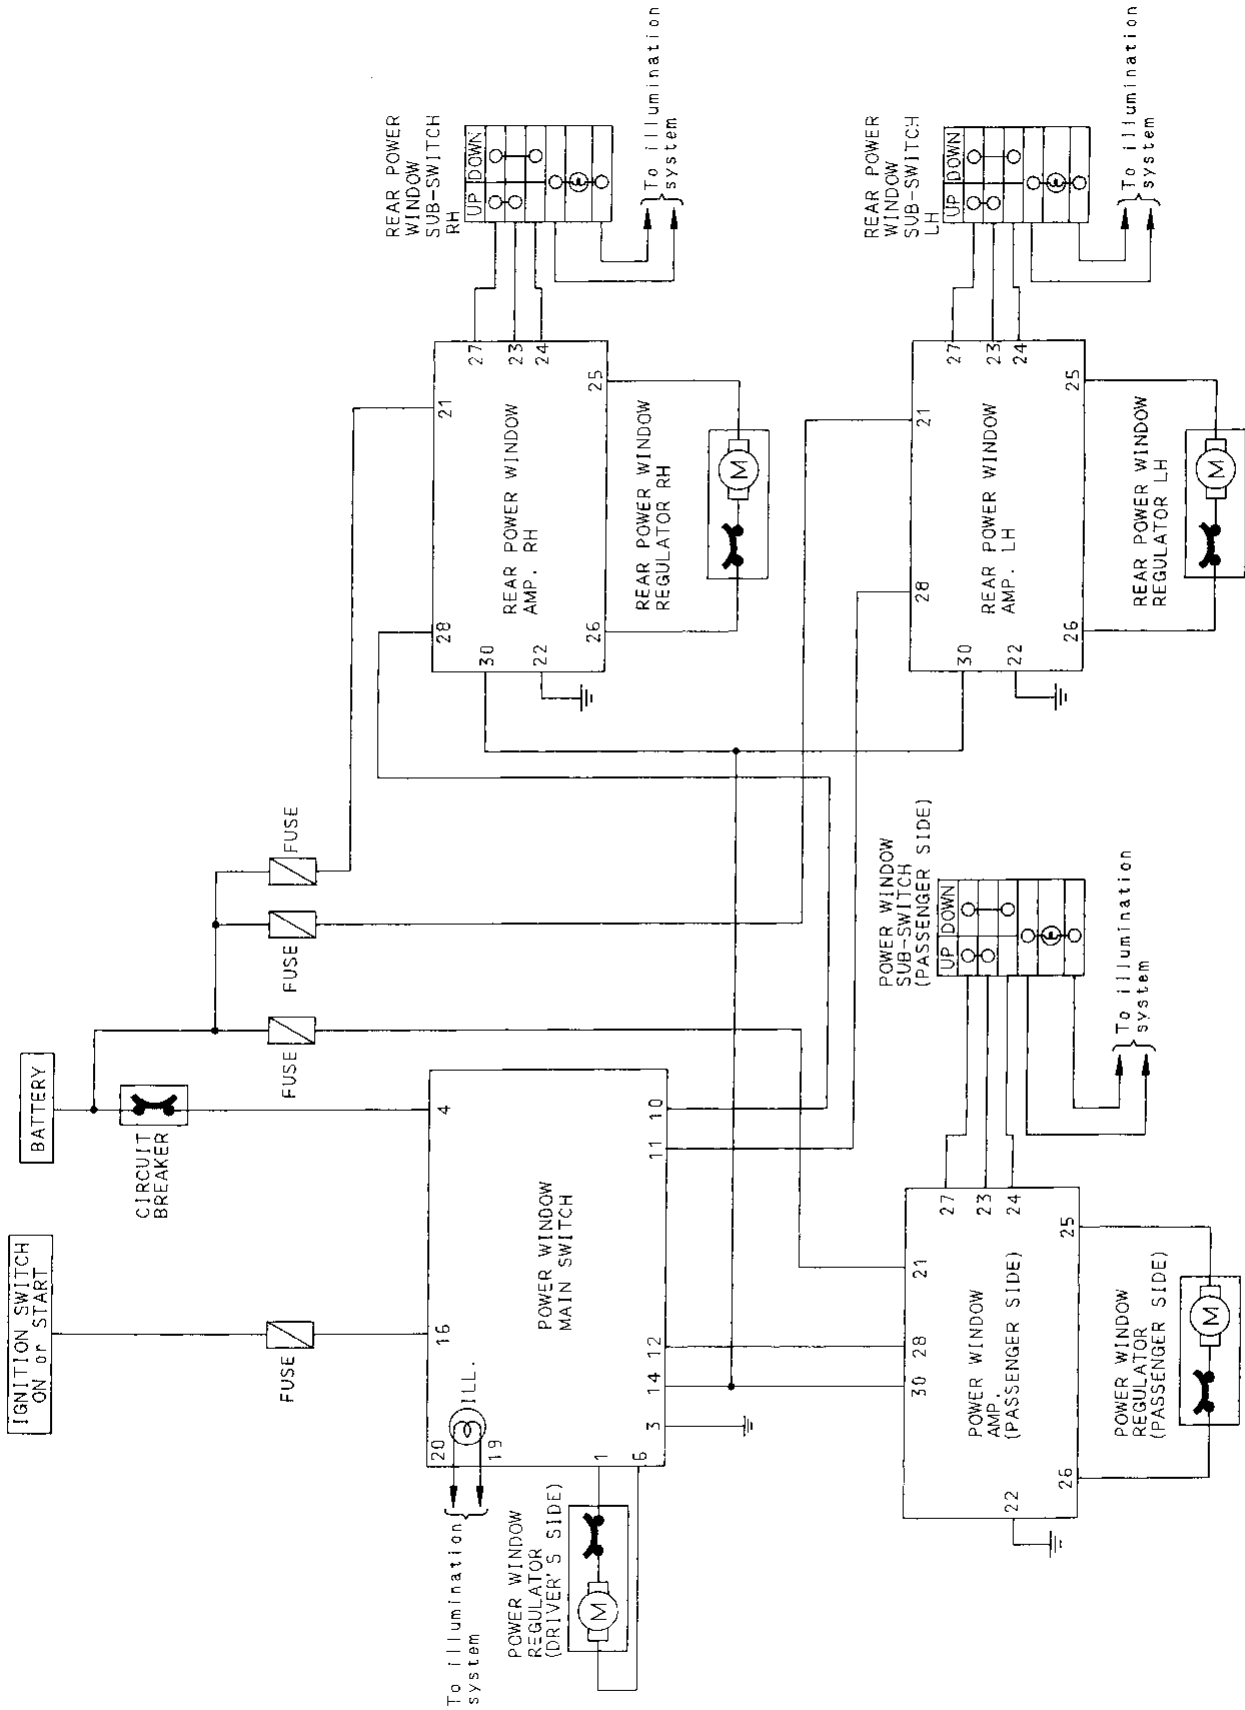 IGNITION SWITCH
ON or START
BATTERY
CIRCUIT
BREAKER
FUSE
FUSE
FUSE
FUSE
To illumination
system
20
19
ILL.
16
4
POWER WINDOW
MAIN SWITCH
1
6
3
14
12
11
10
POWER WINDOW
REGULATOR
(DRIVER'S SIDE)
M
REAR POWER
WINDOW
SUB-SWITCH
RH
UP
DOWN
To illumination
system
28
21
30
22
27
23
24
REAR POWER WINDOW
AMP. RH
26
25
REAR POWER WINDOW
REGULATOR RH
M
POWER WINDOW
SUB-SWITCH
(PASSENGER SIDE)
UP
DOWN
To illumination
system
30
28
21
27
23
24
22
POWER WINDOW
AMP.
(PASSENGER SIDE)
26
25
POWER WINDOW
REGULATOR
(PASSENGER SIDE)
M
REAR POWER
WINDOW
SUB-SWITCH
LH
UP
DOWN
To illumination
system
28
21
30
22
27
23
24
REAR POWER WINDOW
AMP. LH
26
25
REAR POWER WINDOW
REGULATOR LH
M